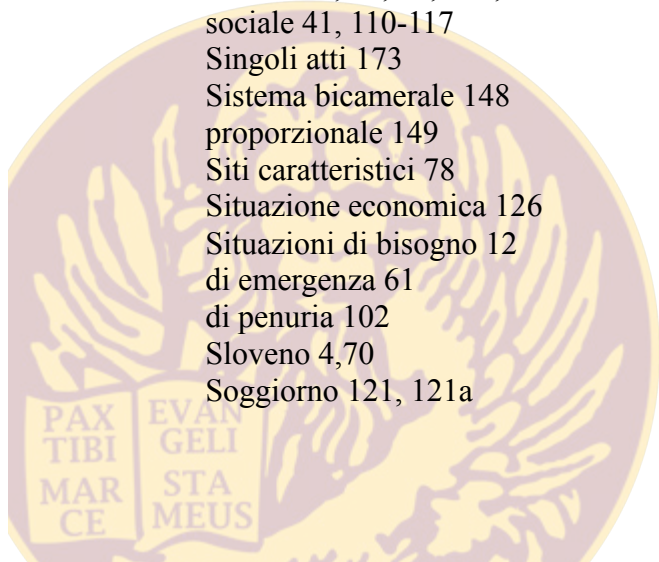 sociale 41, 110-117
Singoli atti 173
Sistema bicamerale 148
proporzionale 149
Siti caratteristici 78
Situazione economica 126
Situazioni di bisogno 12
di emergenza 61
di penuria 102
Sloveno 4,70
Soggiorno 121, 121a
PAX
TIBI
MAR
CE
EVAN
GELI
STA
MEUS